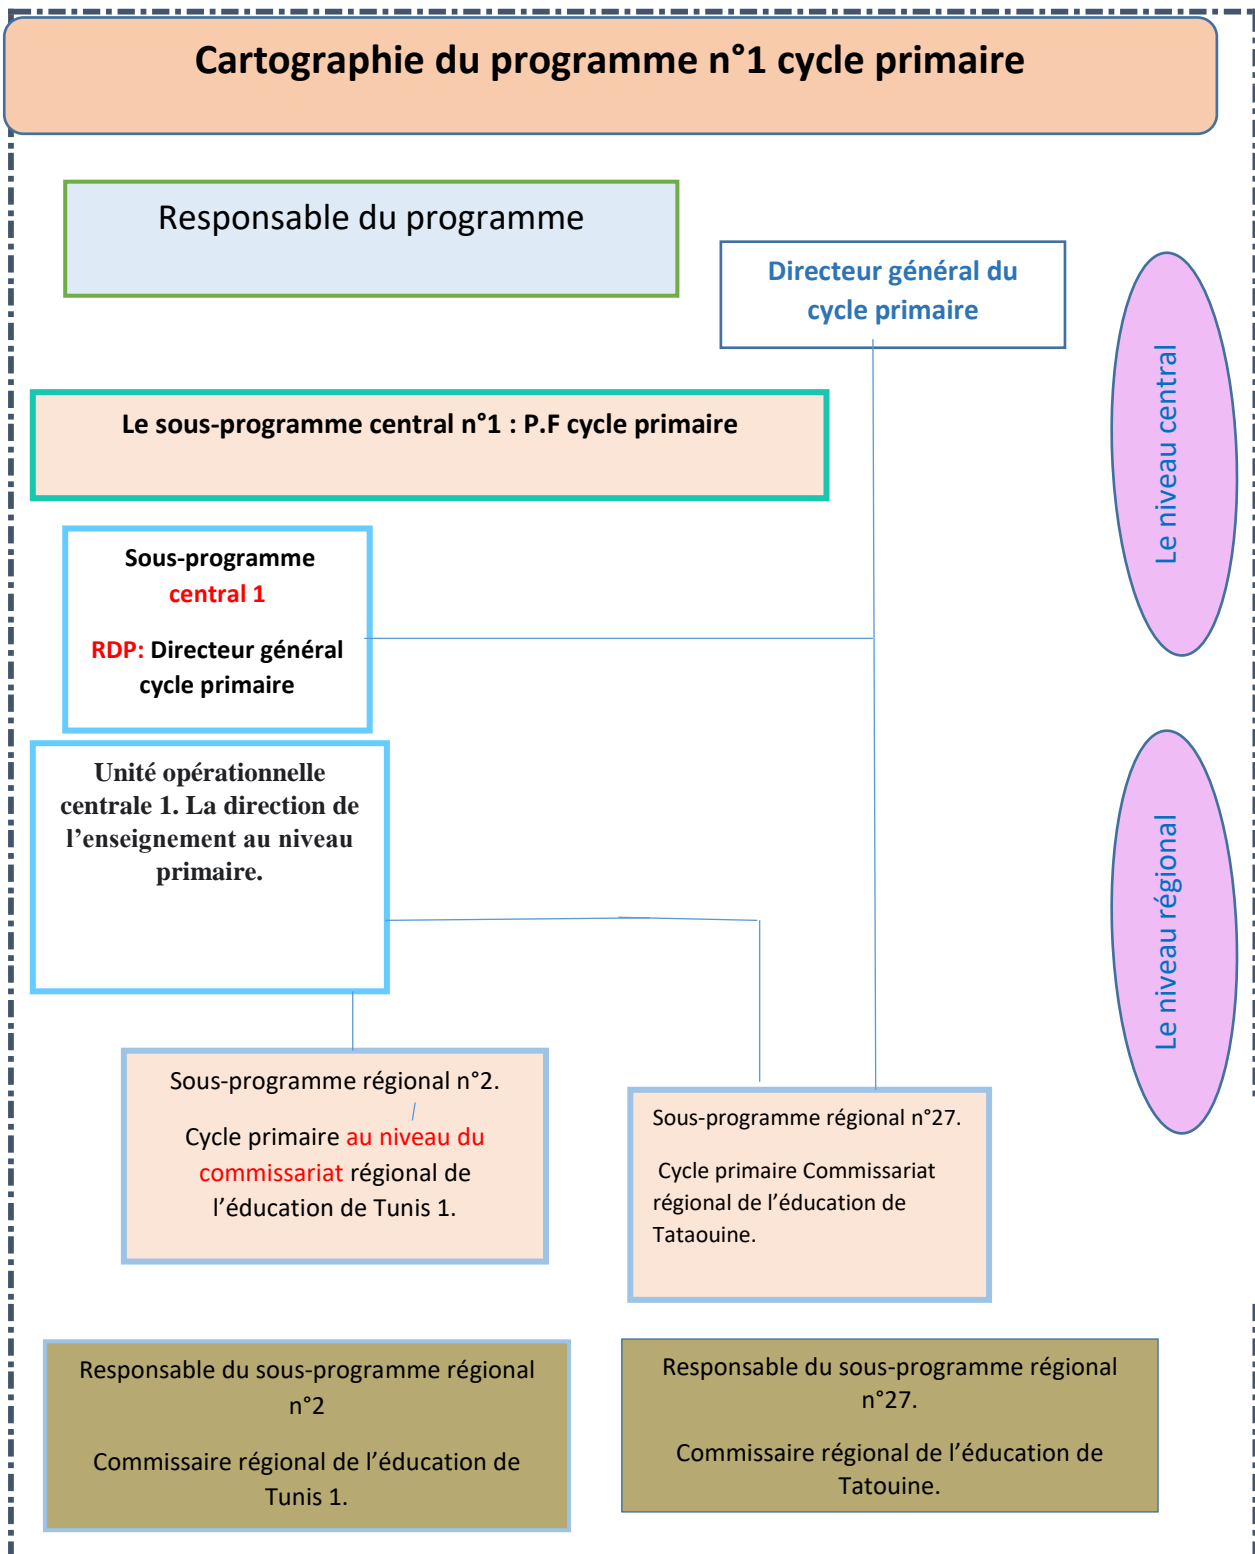 Cartographie du programme n°1 cycle primaire
Responsable du programme
Directeur général du
cycle primaire
Le niveau central
Le sous-programme central n°1 : P.F cycle primaire
Sous-programme
central 1
RDP: Directeur général
cycle primaire
Unité opérationnelle
centrale 1. La direction de
l’enseignement au niveau
primaire.
Le niveau régional
Sous-programme régional n°2.
Cycle primaire au niveau du
commissariat régional de
l’éducation de Tunis 1.
Sous-programme régional n°27.
Cycle primaire Commissariat
régional de l’éducation de
Tataouine.
Responsable du sous-programme régional
n°2
Commissaire régional de l’éducation de
Tunis 1.
Responsable du sous-programme régional
n°27.
Commissaire régional de l’éducation de
Tatouine.